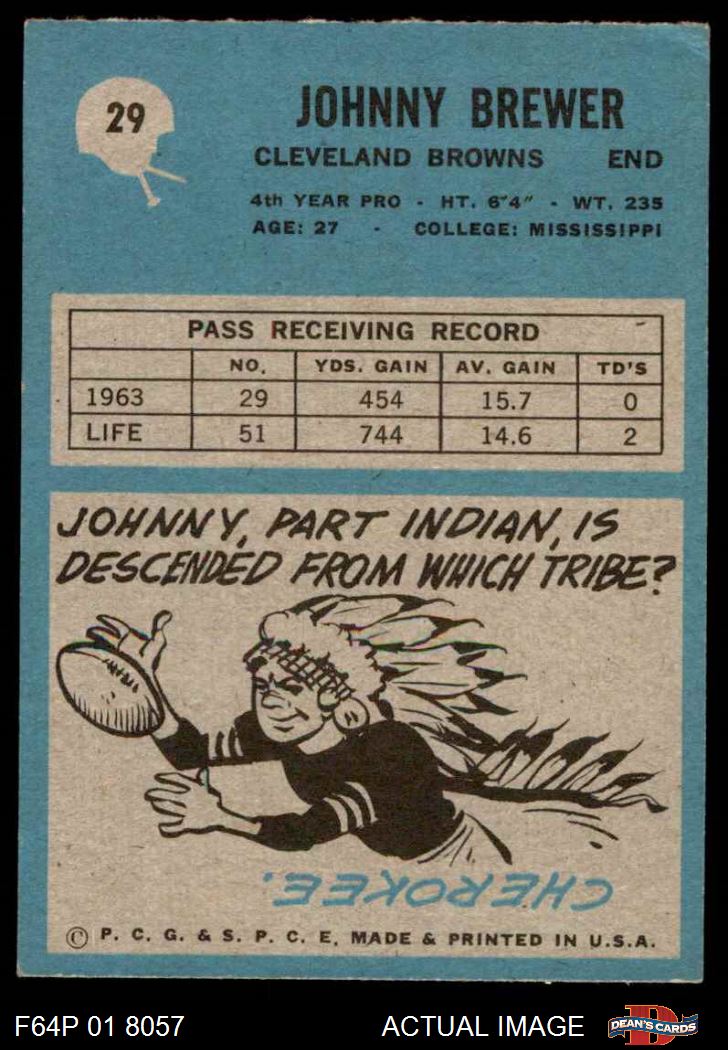 29
JOHNNY BREWER
CLEVELAND BROWNS END
4th YEAR PRO - HT. 6'4" - WT. 235
AGE: 27 - COLLEGE: MISSISSIPPI
PASS RECEIVING RECORD
NO. YDS. GAIN AV. GAIN TD'S
1963 29 454 15.7 0
LIFE 51 744 14.6 2
JOHNNY, PART INDIAN, IS
DESCENDED FROM WHICH TRIBE?
CHEROKEE.
© P. C. G. & S. P. C. E. MADE & PRINTED IN U.S.A.
F64P 01 8057 ACTUAL IMAGE D DEAN'S CARDS